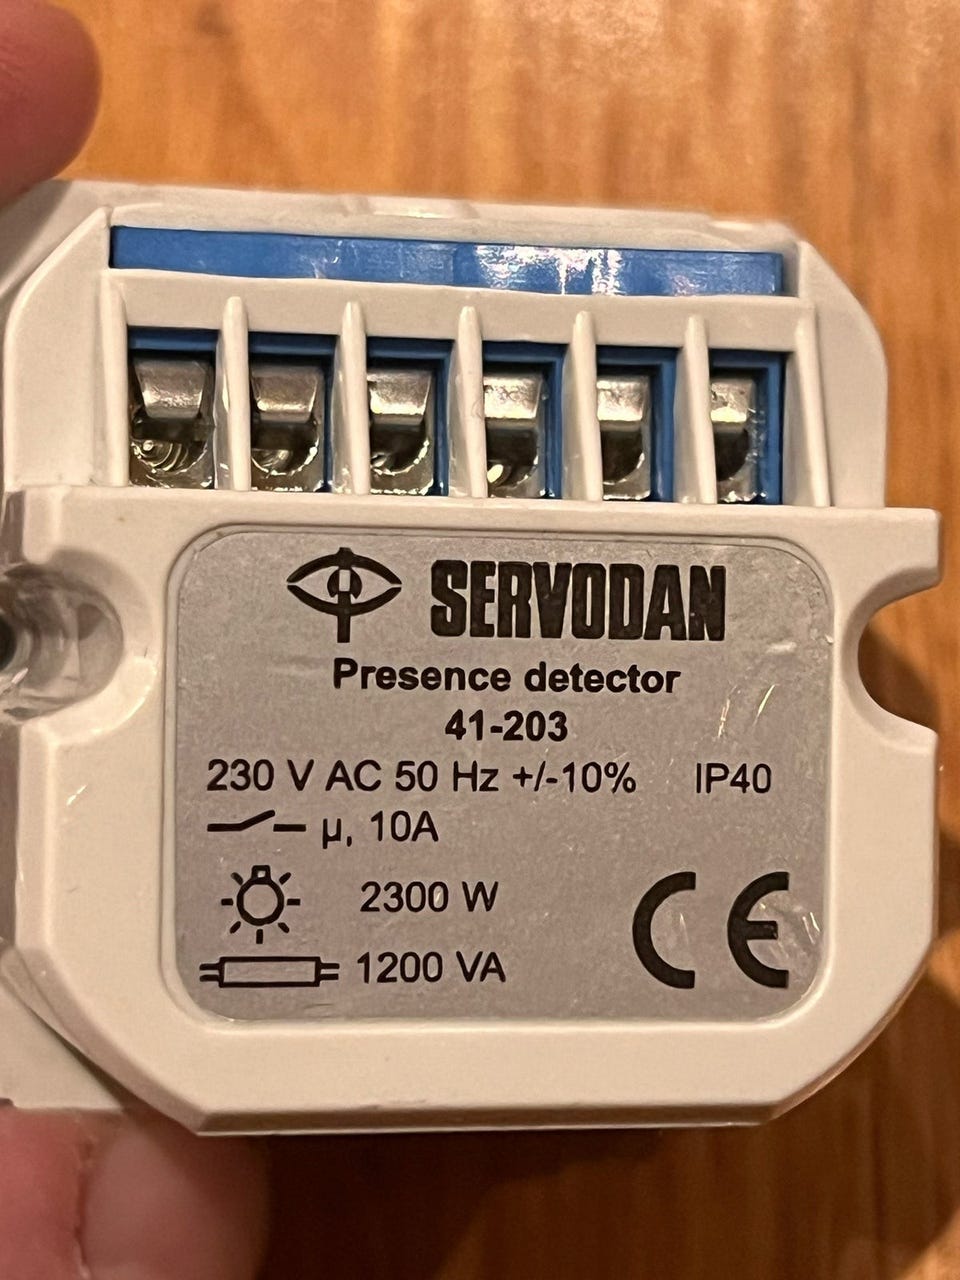 SERVODAN
Presence detector
41-203
230 V AC 50 Hz +/-10% IP40
μ, 10A
2300 W
1200 VA
CE